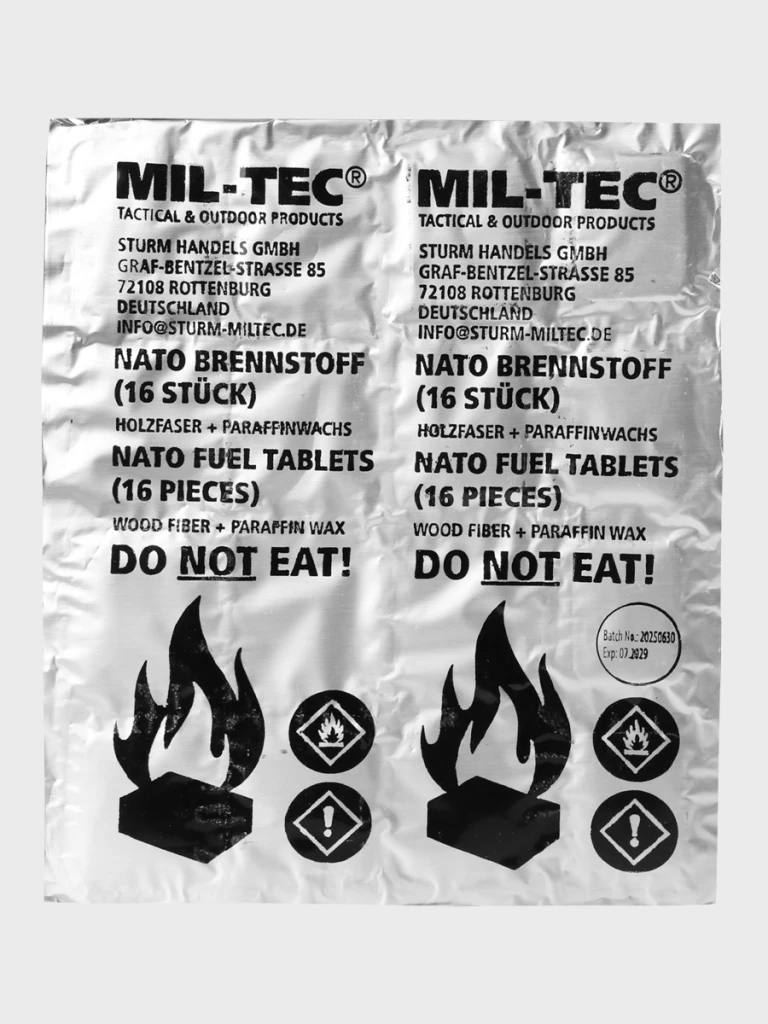 MIL-TEC®
TACTICAL & OUTDOOR PRODUCTS
STURM HANDELS GMBH
GRAF-BENTZEL-STRASSE 85
72108 ROTTENBURG
DEUTSCHLAND
INFO@STURM-MILTEC.DE
NATO BRENNSTOFF
(16 STÜCK)
HOLZFASER + PARAFFINWACHS
NATO FUEL TABLETS
(16 PIECES)
WOOD FIBER + PARAFFIN WAX
DO NOT EAT!
MIL-TEC®
TACTICAL & OUTDOOR PRODUCTS
STURM HANDELS GMBH
GRAF-BENTZEL-STRASSE 85
72108 ROTTENBURG
DEUTSCHLAND
INFO@STURM-MILTEC.DE
NATO BRENNSTOFF
(16 STÜCK)
HOLZFASER + PARAFFINWACHS
NATO FUEL TABLETS
(16 PIECES)
WOOD FIBER + PARAFFIN WAX
DO NOT EAT!
Batch No.: 20250630
Exp: 07.2029